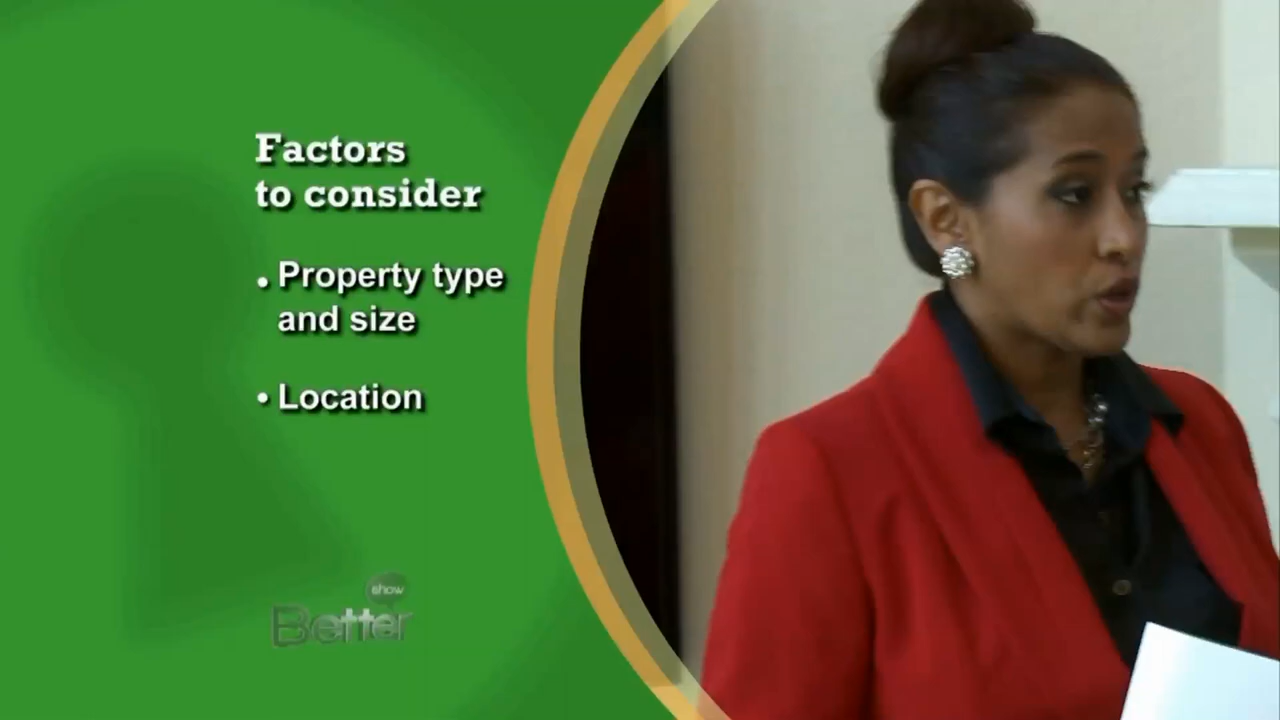 Factors
to consider
• Property type
and size
• Location
show
Better